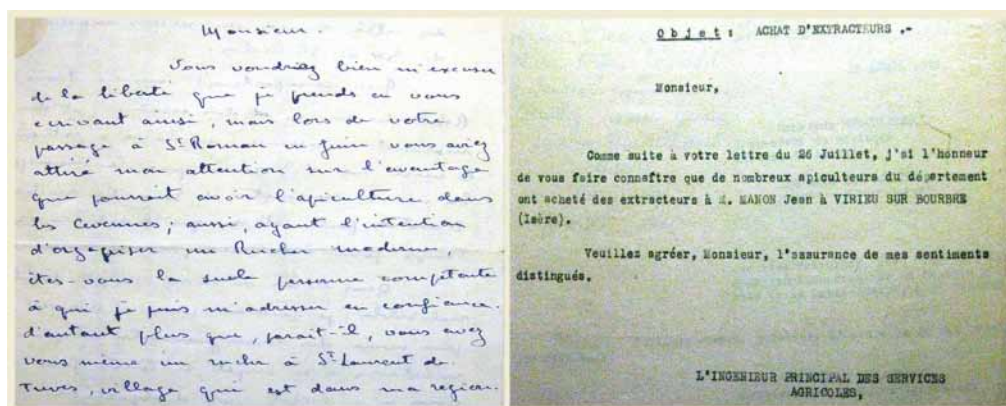 Monsieur.
Vous voudriez bien m'excuser
de la liberté que je prends en vous
ecrivant ainsi, mais lors de votre
passage à St Roman en Juin vous aviez
attiré mon attention sur l'avantage
que pourrait avoir l'apiculture dans
les Cevennes; aussi, ayant l'intention
d'organiser un Rucher moderne,
êtes-vous la seule personne compétente
à qui je puis m'adresser en confiance.
d'autant plus que, parait-il, vous avez
vous même un rucher à St Laurent de
Trèves, village qui est dans ma region.
Objet : ACHAT D'EXTRACTEURS .-
Monsieur,
Comme suite à votre lettre du 26 Juillet, j'ai l'honneur
de vous faire connaître que de nombreux apiculteurs du département
ont acheté des extracteurs à M. MANON Jean à VIRIEU SUR BOURBRE
(Isère).
Veuillez agréer, Monsieur, l'assurance de mes sentiments
distingués.
L'INGENIEUR PRINCIPAL DES SERVICES
AGRICOLES,